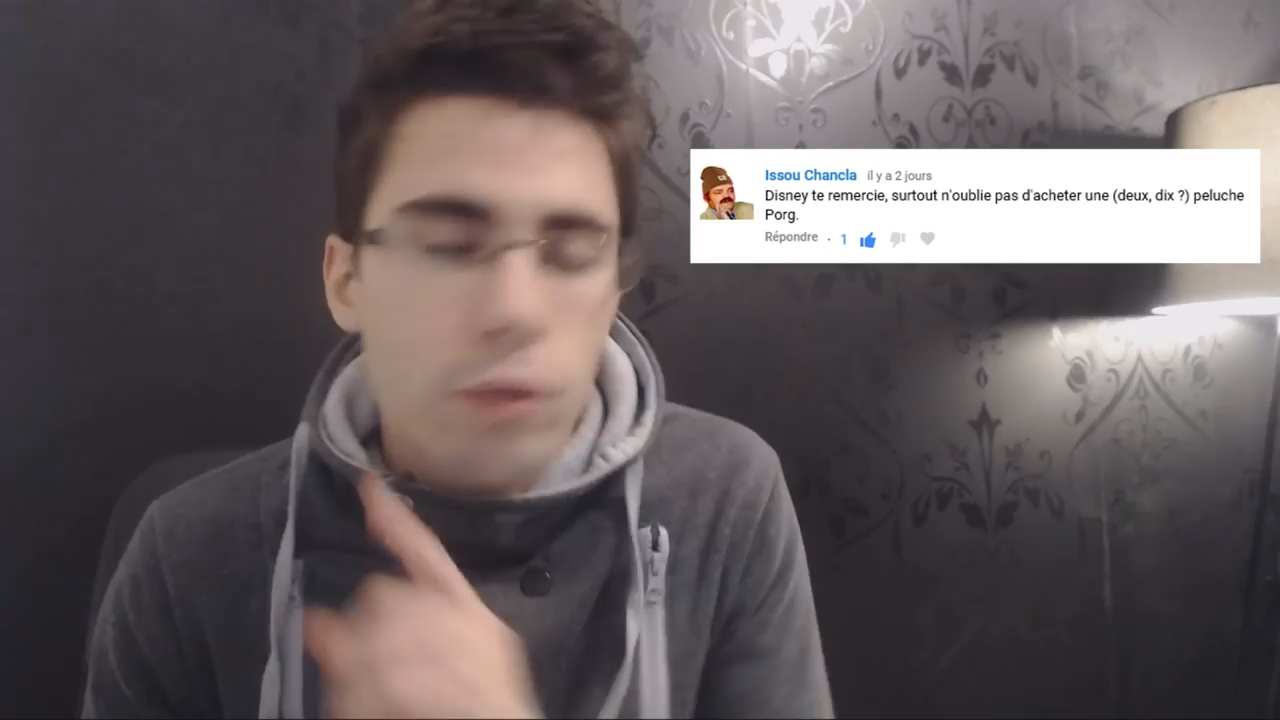 Issou Chancla il y a 2 jours
Disney te remercie, surtout n'oublie pas d'acheter une (deux, dix ?) peluche
Porg.
Répondre · 1